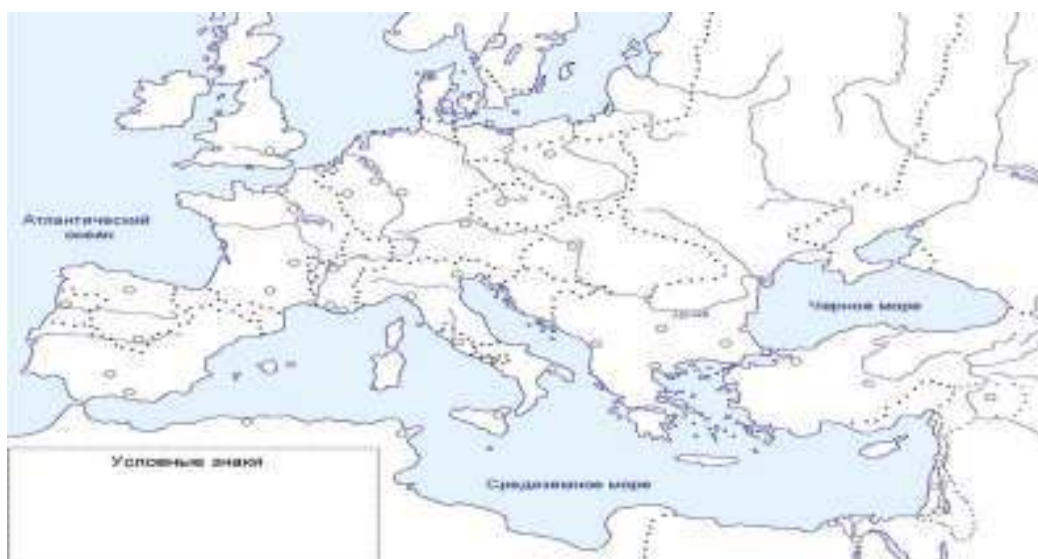 Атлантический
океан
Черное море
Условные знаки
Средиземное море